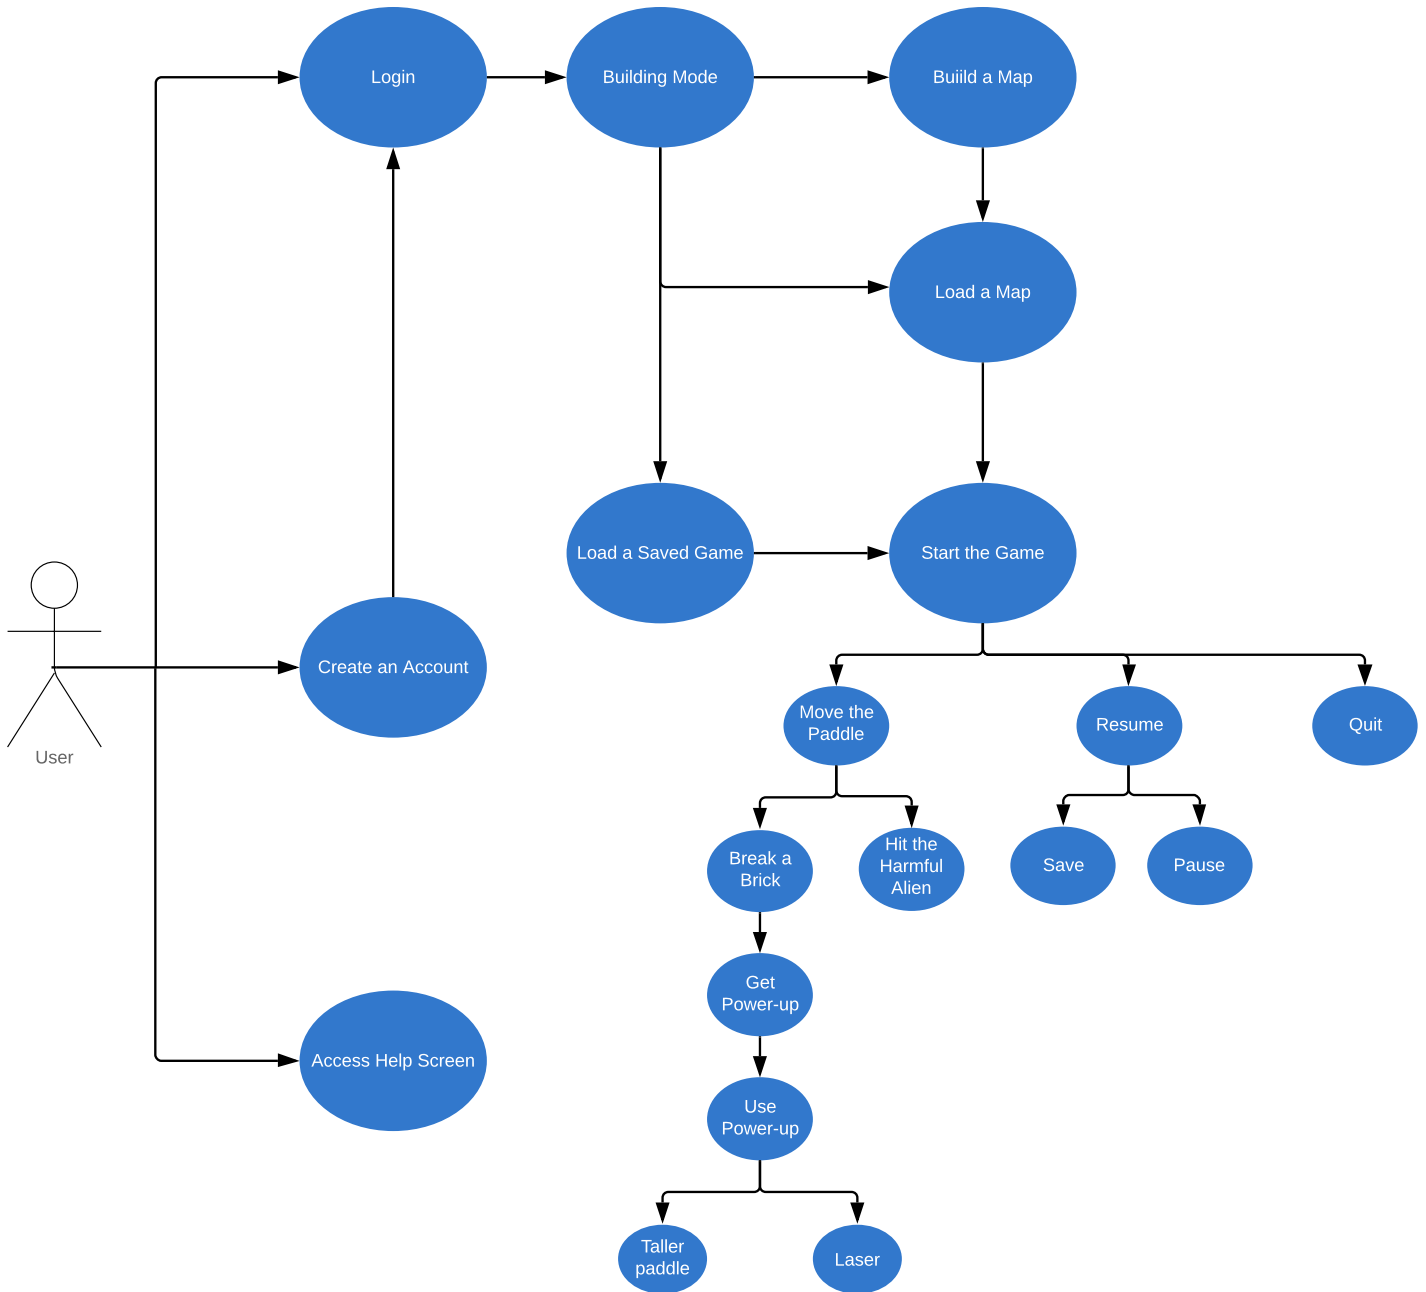 Login
Building Mode
Buiild a Map
Load a Map
Load a Saved Game
Start the Game
User
Create an Account
Move the
Paddle
Resume
Quit
Break a
Brick
Hit the
Harmful
Alien
Save
Pause
Get
Power-up
Access Help Screen
Use
Power-up
Taller
paddle
Laser